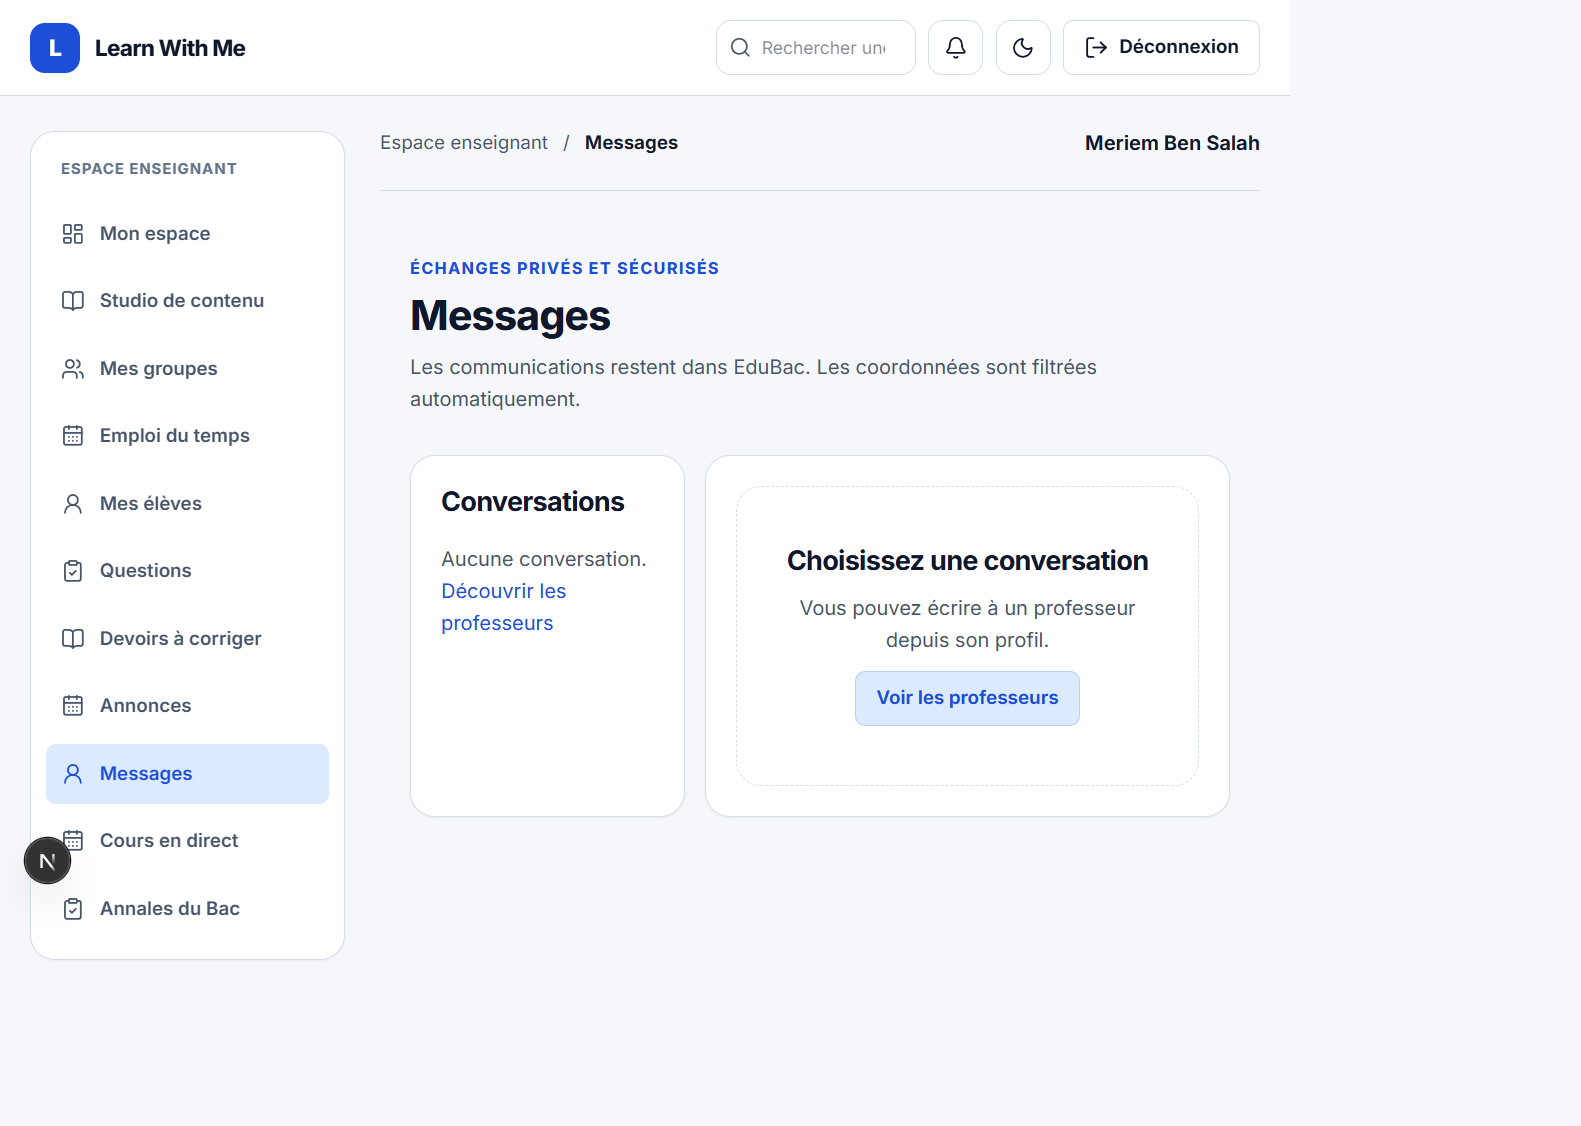 L Learn With Me
Rechercher un
Déconnexion
ESPACE ENSEIGNANT
Mon espace
Studio de contenu
Mes groupes
Emploi du temps
Mes élèves
Questions
Devoirs à corriger
Annonces
Messages
Cours en direct
N
Annales du Bac
Espace enseignant / Messages
Meriem Ben Salah
ÉCHANGES PRIVÉS ET SÉCURISÉS
Messages
Les communications restent dans EduBac. Les coordonnées sont filtrées
automatiquement.
Conversations
Aucune conversation.
Découvrir les
professeurs
Choisissez une conversation
Vous pouvez écrire à un professeur
depuis son profil.
Voir les professeurs